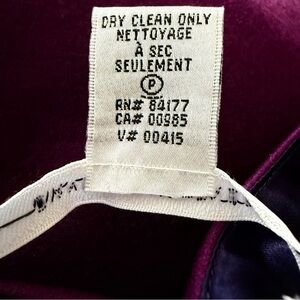 DRY CLEAN ONLY
NETTOYAGE
À SEC
SEULEMENT
P
RN# 84177
CA# 00985
V# 00415